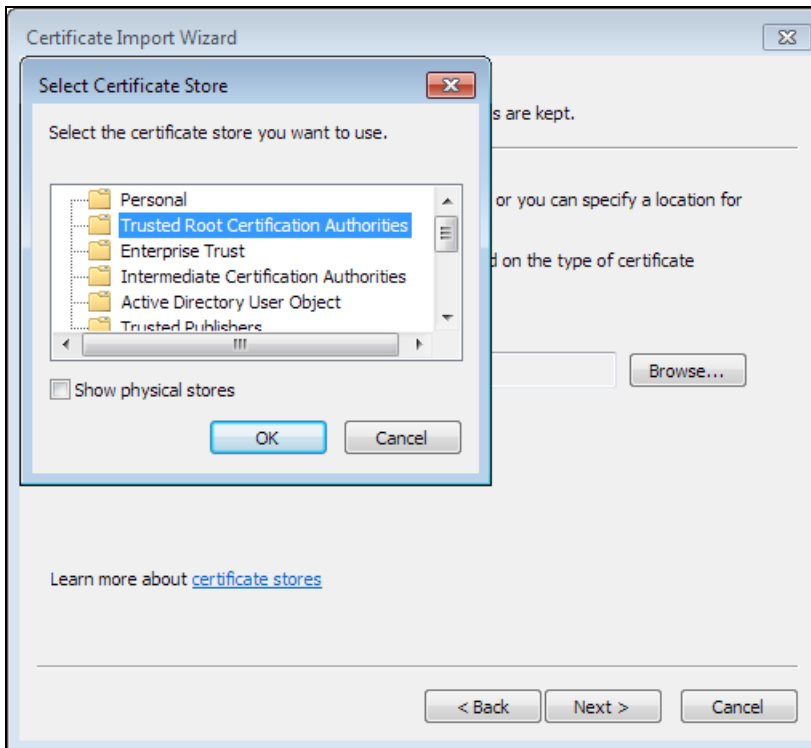 Certificate Import Wizard
Select Certificate Store
s are kept.
Select the certificate store you want to use.
Personal
or you can specify a location for
Trusted Root Certification Authorities
Enterprise Trust
d on the type of certificate
Intermediate Certification Authorities
Active Directory User Object
Trusted Publishers
Browse...
Show physical stores
OK
Cancel
Learn more about certificate stores
< Back
Next >
Cancel